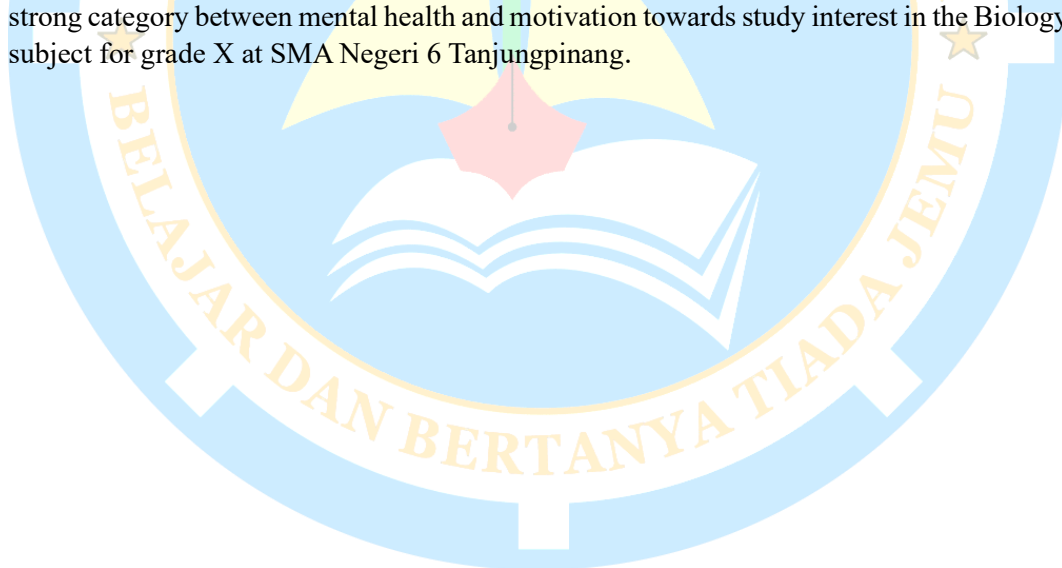 strong category between mental health and motivation towards study interest in the Biology
subject for grade X at SMA Negeri 6 Tanjungpinang.
BELAJAR DAN BERTANYA TIADA JEMU